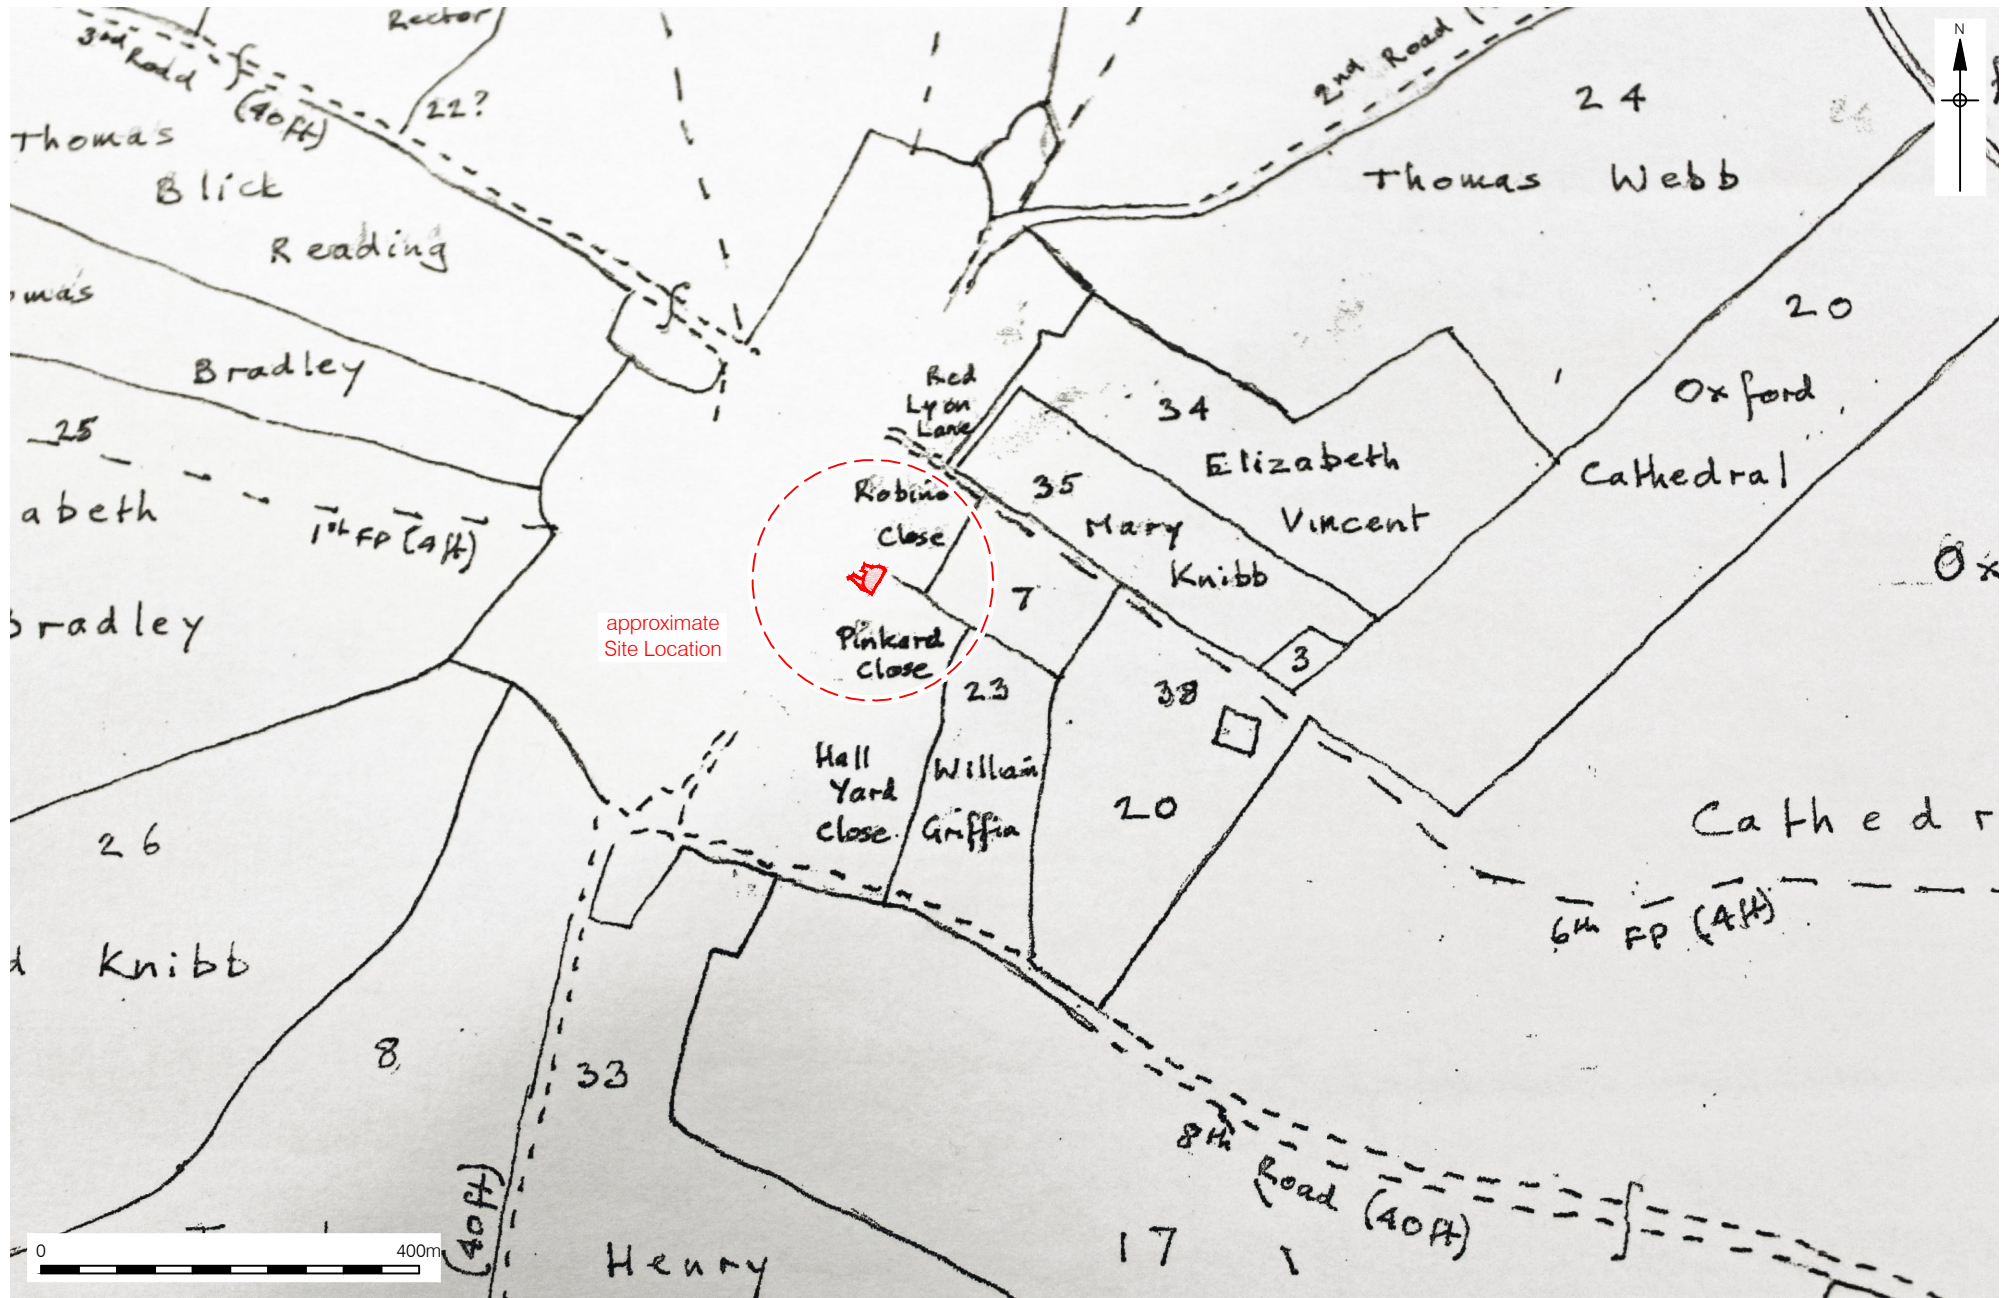 Rector
3rd Road
(40ft)
22?
2nd Road
N
24
Thomas
Blick
Reading
Thomas Webb
omas
Bradley
20
Oxford
Cathedral
Red
Lyon
Lane
34
Elizabeth
Vincent
25
abeth
1st FP (4ft)
Robins
Close
35
Mary
Knibb
Ox
7
approximate
Site Location
Bradley
Pinkard
Close
23
38
3
Hall
Yard
Close
William
Griffin
20
Cathedr
26
6th FP (4ft)
d Knibb
8
33
8th
Road (40ft)
(40ft)
17
Henry
0 400m